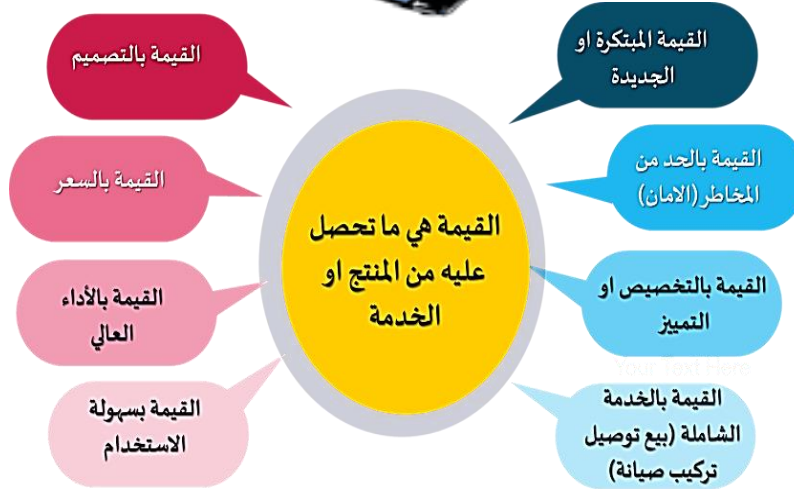 القيمة المبتكرة او
الجديدة
القيمة بالتصميم
القيمة بالحد من
المخاطر (الامان)
القيمة بالسعر
القيمة هي ما تحصل
عليه من المنتج او
الخدمة
القيمة بالتخصيص او
التمييز
القيمة بالأداء
العالي
Your Text Here
القيمة بالخدمة
الشاملة (بيع توصيل
تركيب صيانة)
القيمة بسهولة
الاستخدام